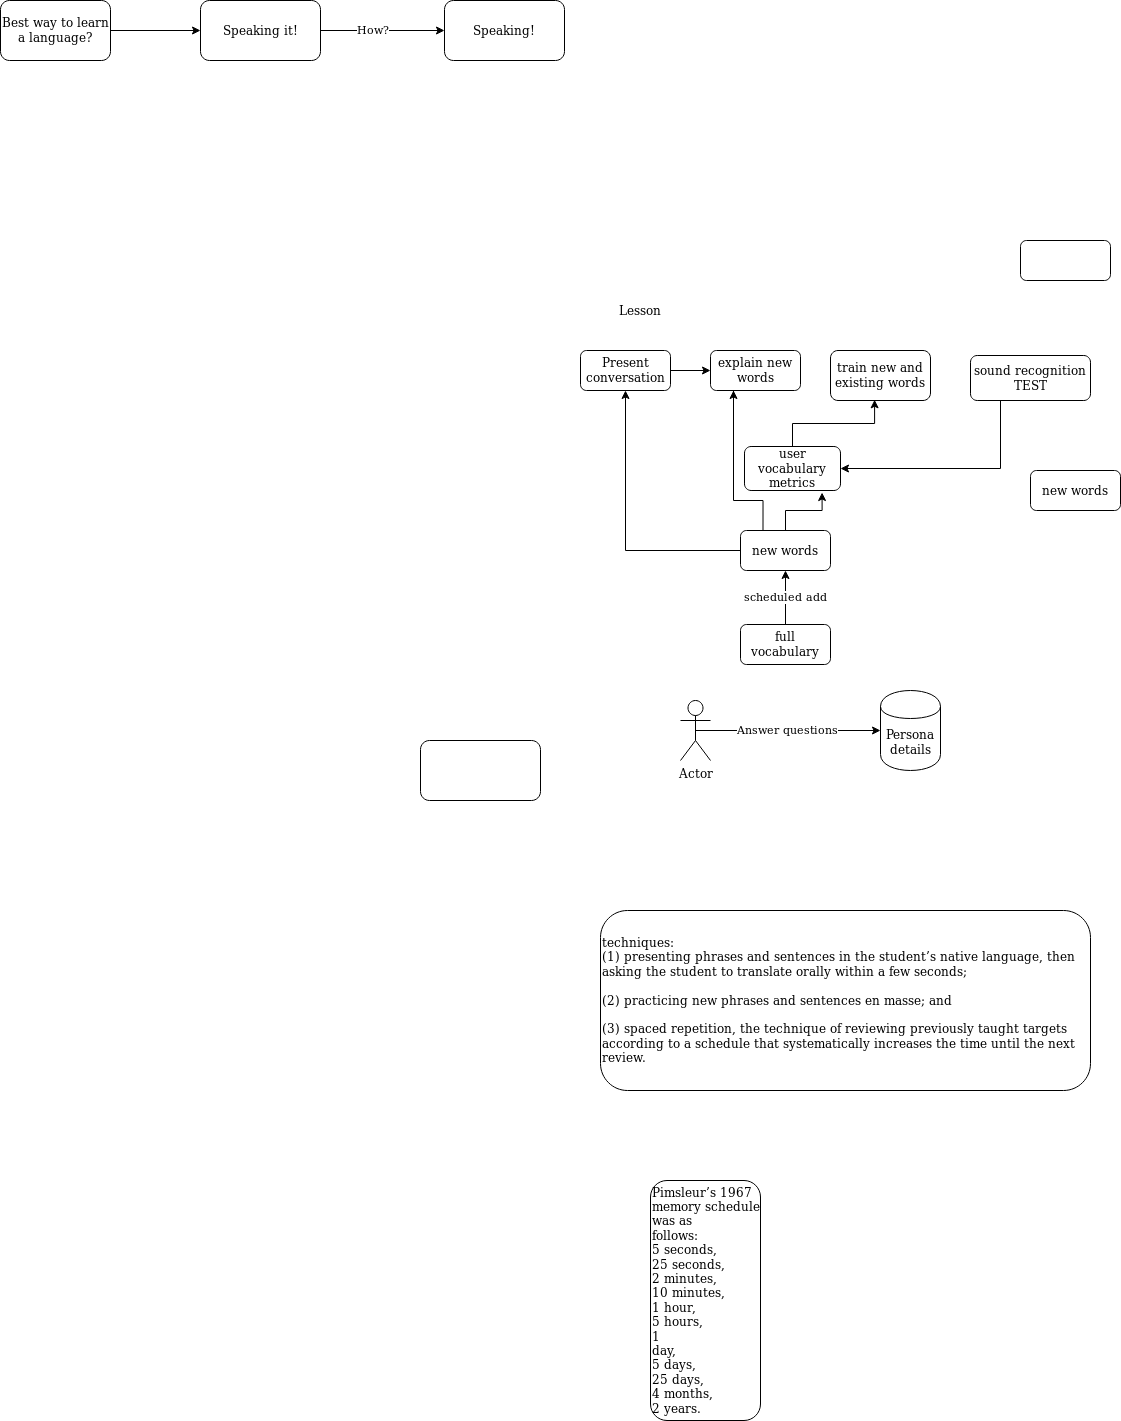 Best way to learn
a language?
Speaking it!
How?
Speaking!
Lesson
Present
conversation
explain new
words
train new and
existing words
sound recognition
TEST
user
vocabulary
metrics
new words
new words
scheduled add
full
vocabulary
Answer questions
Persona
details
Actor
techniques:
(1) presenting phrases and sentences in the student’s native language, then
asking the student to translate orally within a few seconds;
(2) practicing new phrases and sentences en masse; and
(3) spaced repetition, the technique of reviewing previously taught targets
according to a schedule that systematically increases the time until the next
review.
Pimsleur’s 1967
memory schedule
was as
follows:
5 seconds,
25 seconds,
2 minutes,
10 minutes,
1 hour,
5 hours,
1
day,
5 days,
25 days,
4 months,
2 years.